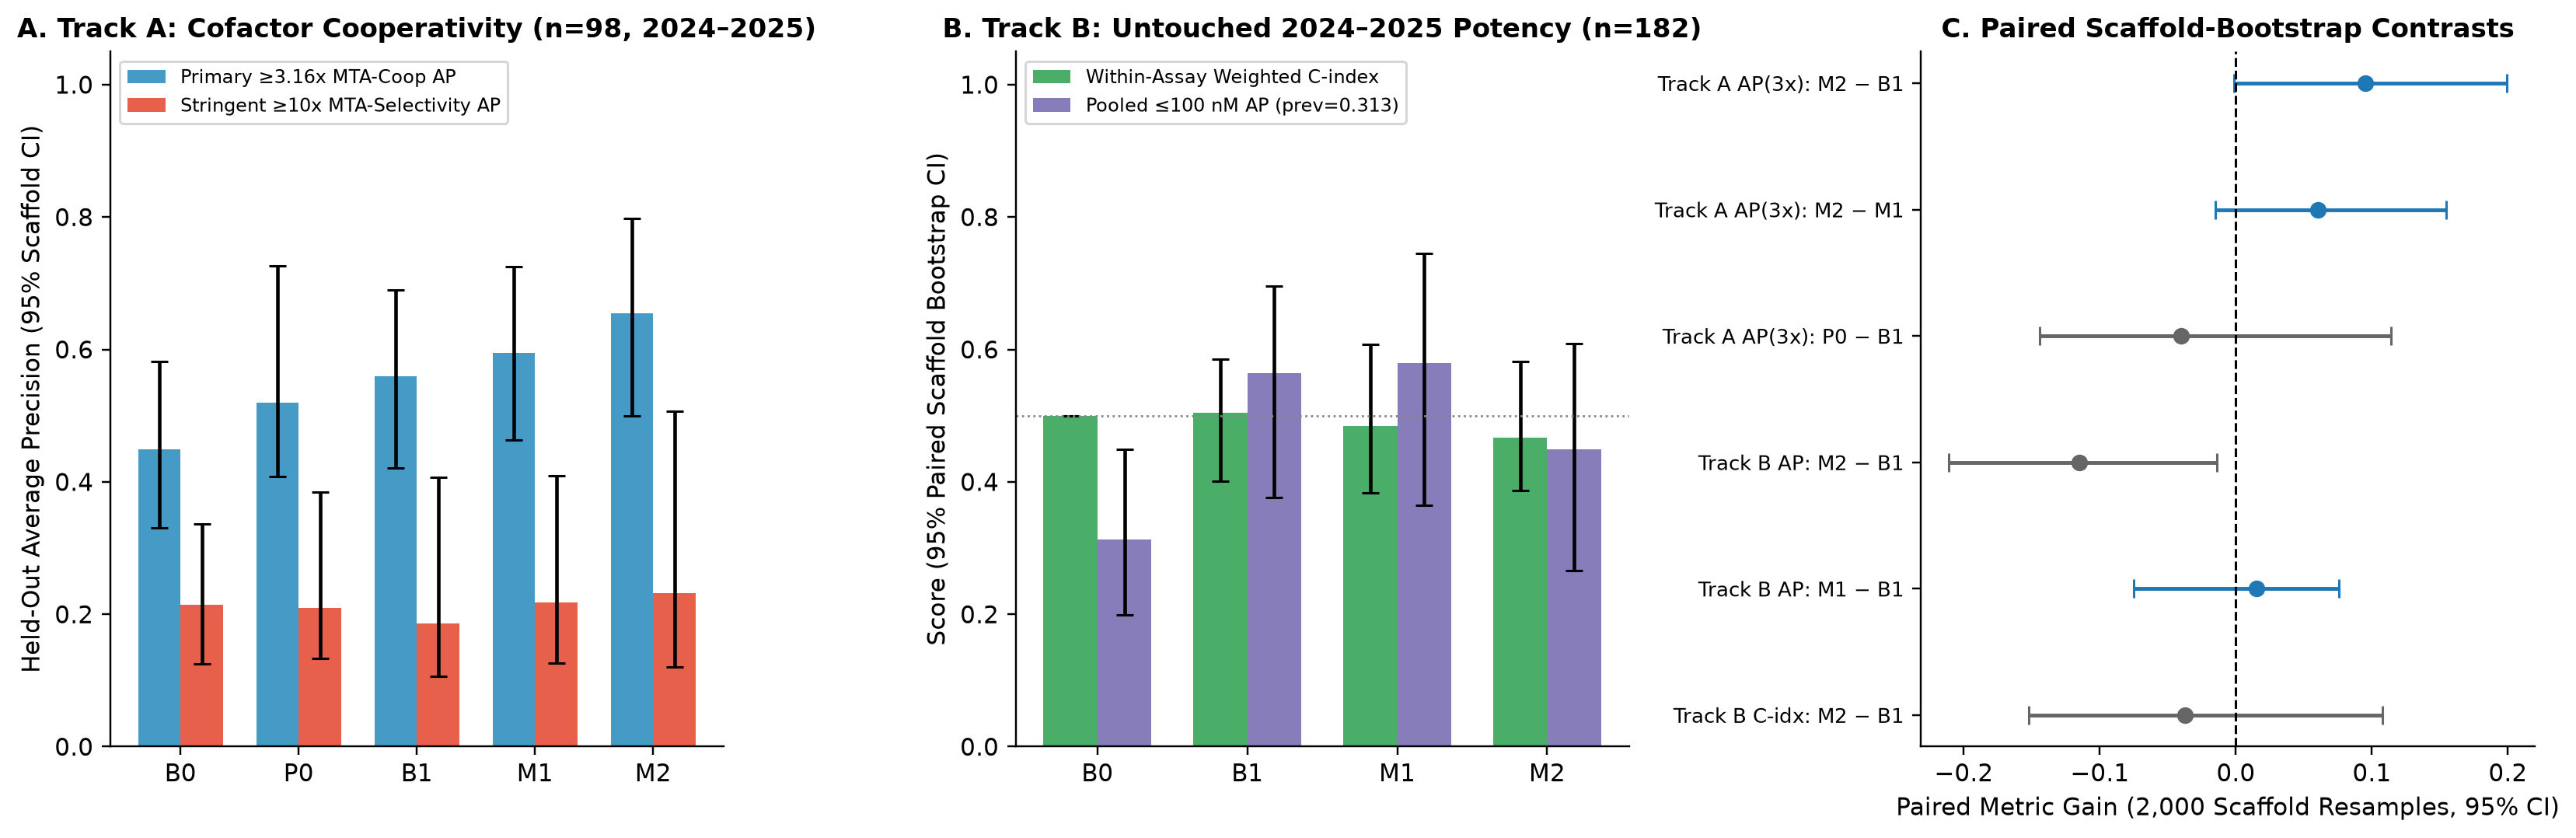 A. Track A: Cofactor Cooperativity (n=98, 2024–2025)
Held-Out Average Precision (95% Scaffold CI)
1.0
0.8
0.6
0.4
0.2
0.0
Primary ≥3.16x MTA-Coop AP
Stringent ≥10x MTA-Selectivity AP
B0
P0
B1
M1
M2
B. Track B: Untouched 2024–2025 Potency (n=182)
Score (95% Paired Scaffold Bootstrap CI)
1.0
0.8
0.6
0.4
0.2
0.0
Within-Assay Weighted C-index
Pooled ≤100 nM AP (prev=0.313)
B0
B1
M1
M2
C. Paired Scaffold-Bootstrap Contrasts
Track A AP(3x): M2 − B1
Track A AP(3x): M2 − M1
Track A AP(3x): P0 − B1
Track B AP: M2 − B1
Track B AP: M1 − B1
Track B C-idx: M2 − B1
−0.2
−0.1
0.0
0.1
0.2
Paired Metric Gain (2,000 Scaffold Resamples, 95% CI)